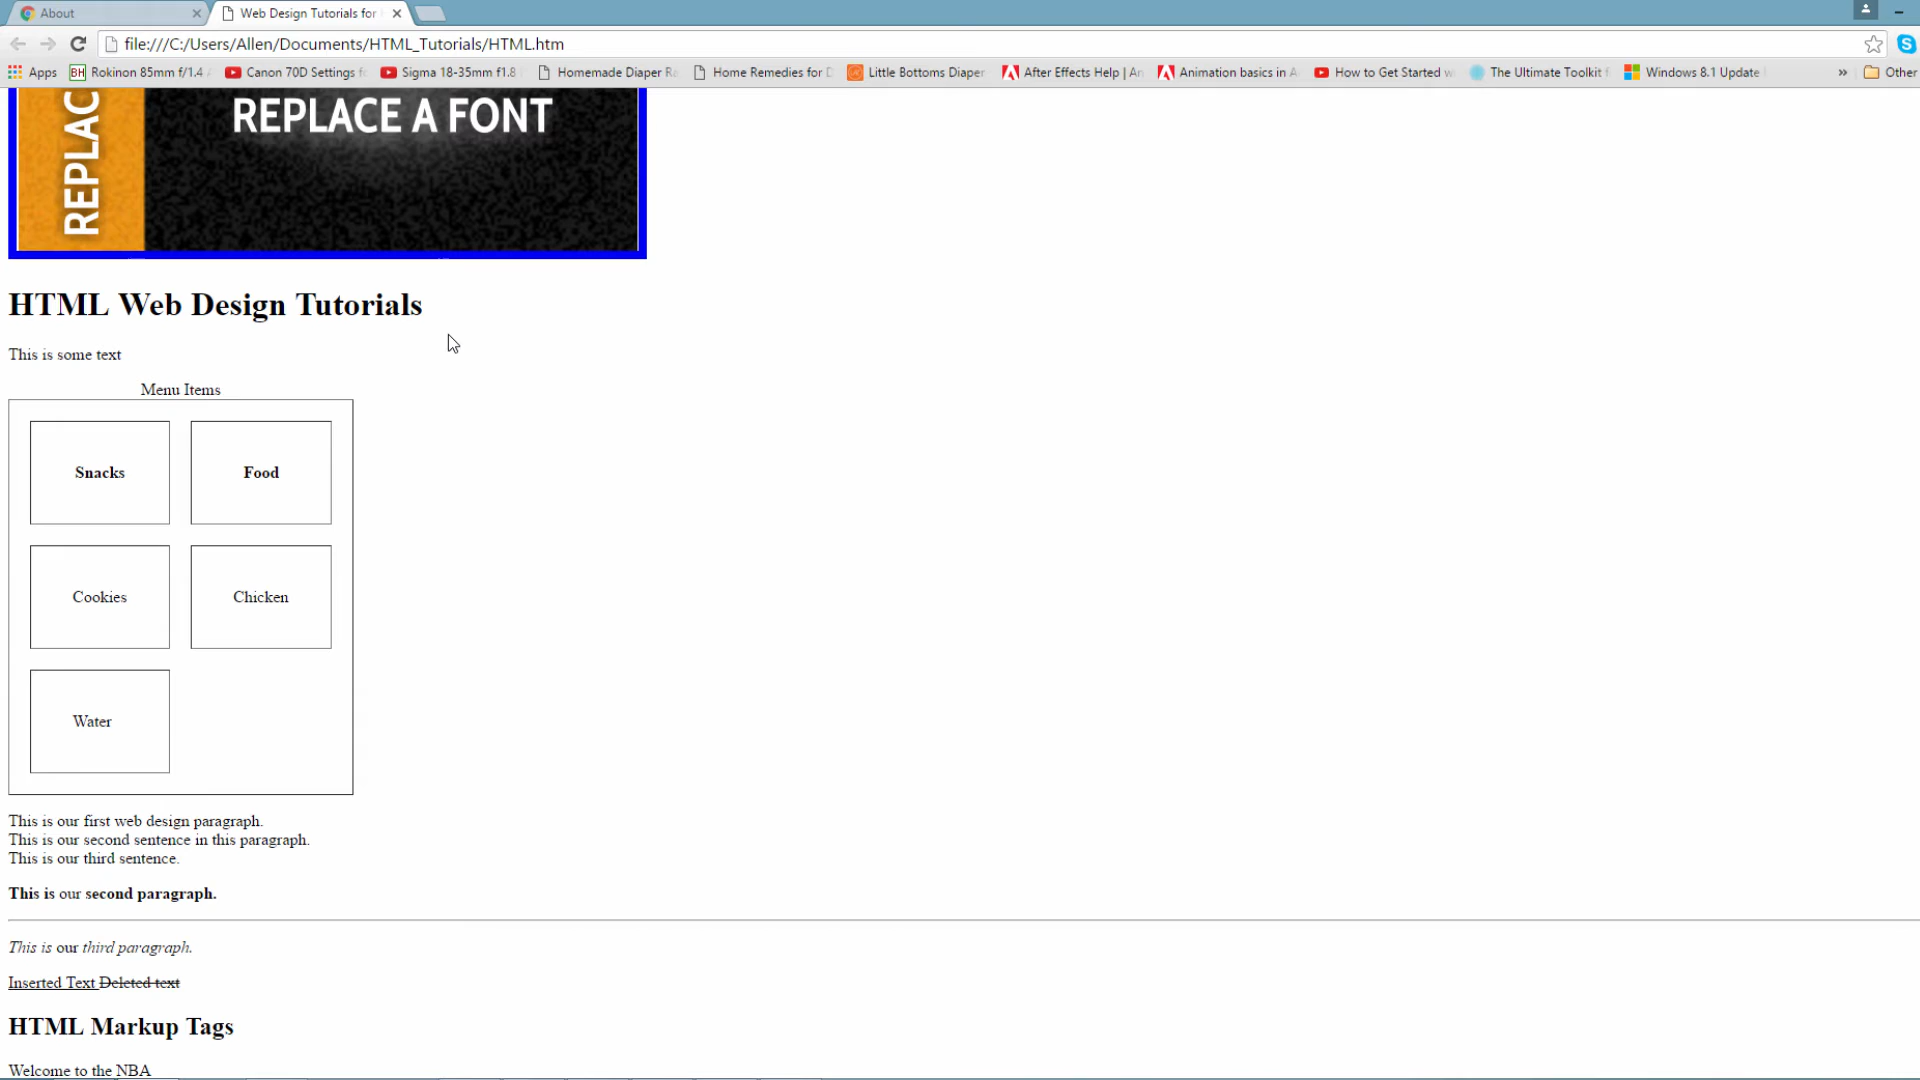 About
Web Design Tutorials for
file:///C:/Users/Allen/Documents/HTML_Tutorials/HTML.htm
Apps BH Rokinon 85mm f/1.4 Canon 70D Settings f Sigma 18-35mm f1.8 Homemade Diaper Ra Home Remedies for D Little Bottoms Diaper After Effects Help | An Animation basics in A How to Get Started w The Ultimate Toolkit Windows 8.1 Update » Other
REPLAC
REPLACE A FONT
HTML Web Design Tutorials
This is some text
Menu Items
Snacks Food
Cookies Chicken
Water
This is our first web design paragraph.
This is our second sentence in this paragraph.
This is our third sentence.
This is our second paragraph.
This is our third paragraph.
Inserted Text Deleted text
HTML Markup Tags
Welcome to the NBA